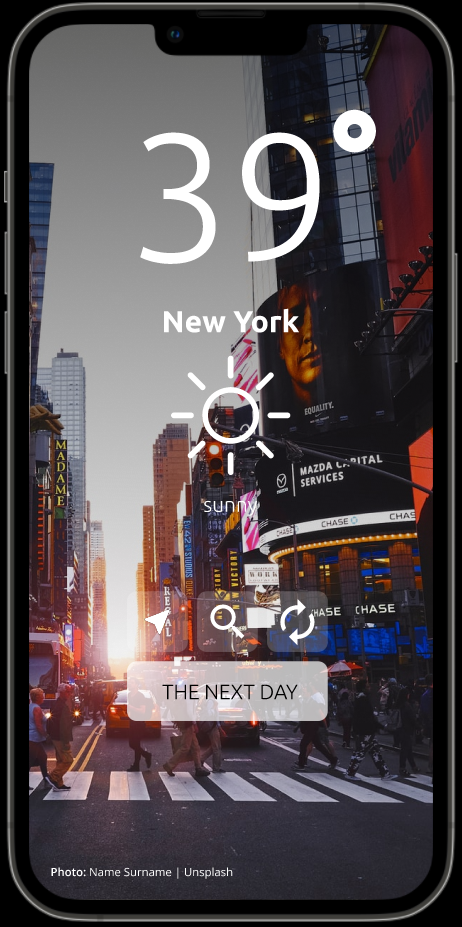 39°
New York
MADAME
EQUALITY.
MAZDA CAPITAL
SERVICES
sunny
CHASE
CHASE
CHASE
THE NEXT DAY
Photo: Name Surname | Unsplash